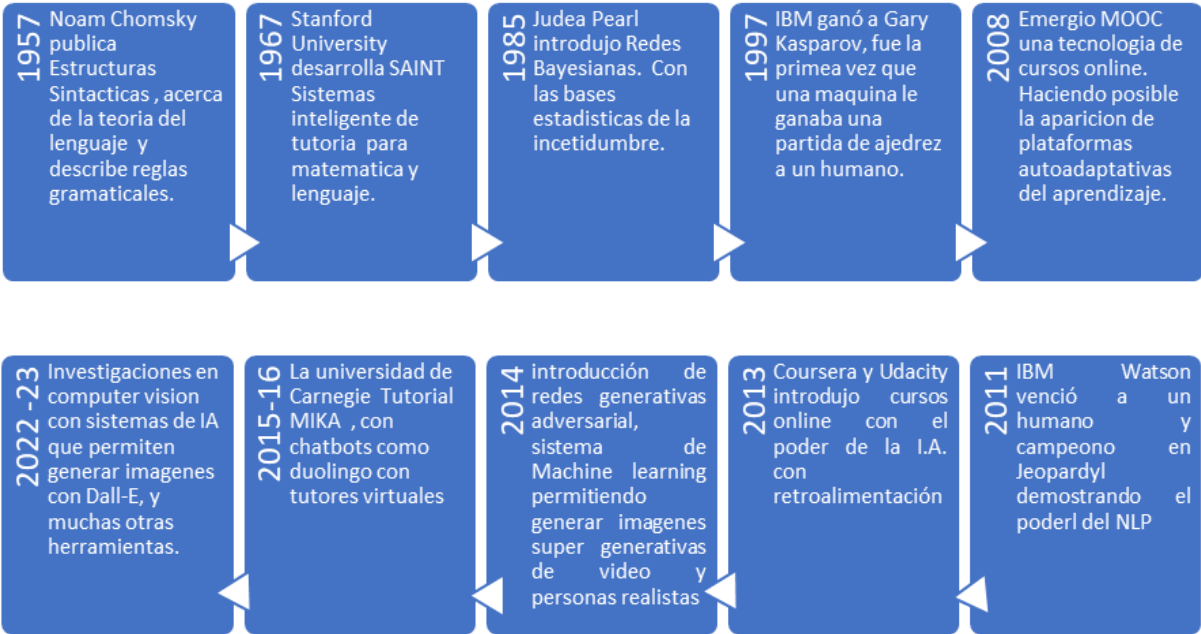 1957
Noam Chomsky
publica
Estructuras
Sintacticas , acerca
de la teoria del
lenguaje y
describe reglas
gramaticales.
1967
Stanford
University
desarrolla SAINT
Sistemas
inteligente de
tutoria para
matematica y
lenguaje.
1985
Judea Pearl
introdujo Redes
Bayesianas. Con
las bases
estadisticas de la
incetidumbre.
1997
IBM ganó a Gary
Kasparov, fue la
primea vez que
una maquina le
ganaba una
partida de ajedrez
a un humano.
2008
Emergio MOOC
una tecnologia de
cursos online.
Haciendo posible
la aparicion de
plataformas
autoadaptativas
del aprendizaje.
2011
IBM Watson
venció a un
humano y
campeono en
Jeopardyl
demostrando el
poderl del NLP
2013
Coursera y Udacity
introdujo cursos
online con el
poder de la I.A.
con
retroalimentación
2014
introducción de
redes generativas
adversarial,
sistema de
Machine learning
permitiendo
generar imagenes
super generativas
de video y
personas realistas
2015-16
La universidad de
Carnegie Tutorial
MIKA , con
chatbots como
duolingo con
tutores virtuales
2022 -23
Investigaciones en
computer vision
con sistemas de IA
que permiten
generar imagenes
con Dall-E, y
muchas otras
herramientas.